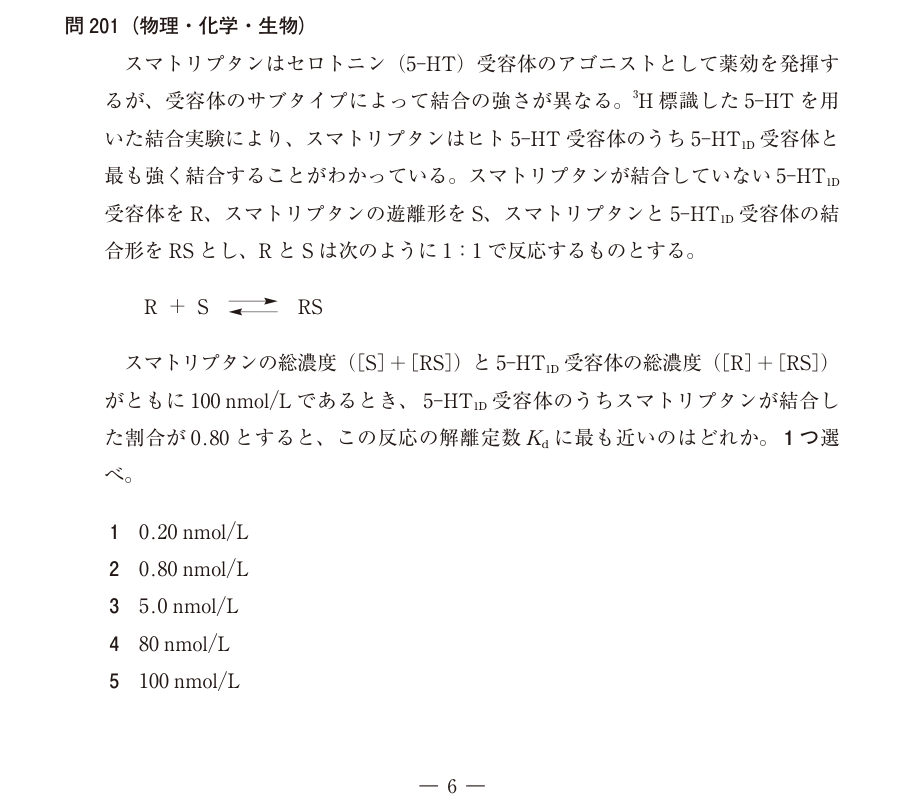 問 201（物理・化学・生物）
スマトリプタンはセロトニン（5-HT）受容体のアゴニストとして薬効を発揮す
るが、受容体のサブタイプによって結合の強さが異なる。³H 標識した 5-HT を用
いた結合実験により、スマトリプタンはヒト 5-HT 受容体のうち 5-HT1D 受容体と
最も強く結合することがわかっている。スマトリプタンが結合していない 5-HT1D
受容体を R、スマトリプタンの遊離形を S、スマトリプタンと 5-HT1D 受容体の結
合形を RS とし、R と S は次のように 1：1 で反応するものとする。
R + S ⇄ RS
スマトリプタンの総濃度（[S]＋[RS]）と 5-HT1D 受容体の総濃度（[R]＋[RS]）
がともに 100 nmol/L であるとき、5-HT1D 受容体のうちスマトリプタンが結合し
た割合が 0.80 とすると、この反応の解離定数 Kd に最も近いのはどれか。1つ選
べ。
1 0.20 nmol/L
2 0.80 nmol/L
3 5.0 nmol/L
4 80 nmol/L
5 100 nmol/L
― 6 ―